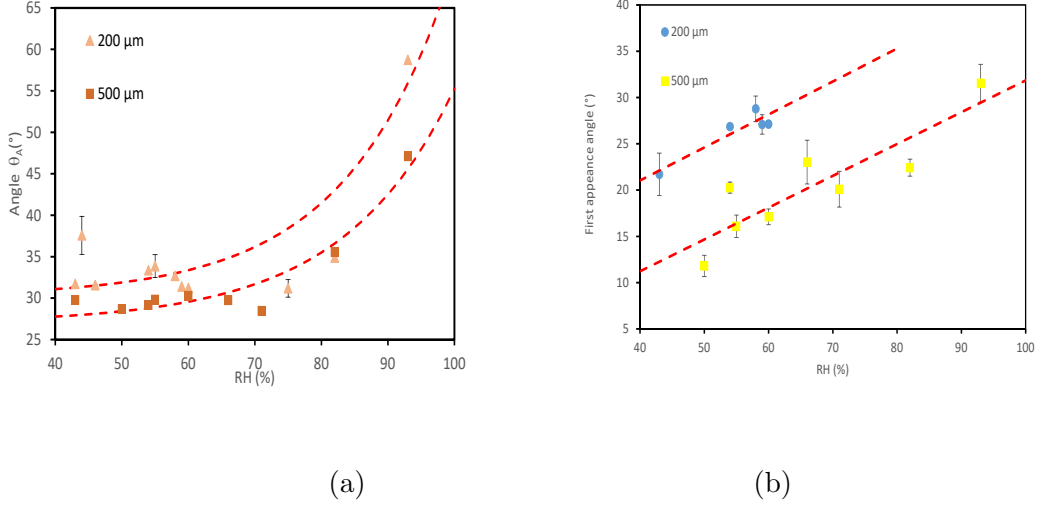 65
60
55
50
45
40
35
30
25
Angle Θ_A(°)
200 µm
500 µm
40 50 60 70 80 90 100
RH (%)
(a)
40
35
30
25
20
15
10
5
First appeance angle (°)
200 µm
500 µm
40 50 60 70 80 90 100
RH (%)
(b)